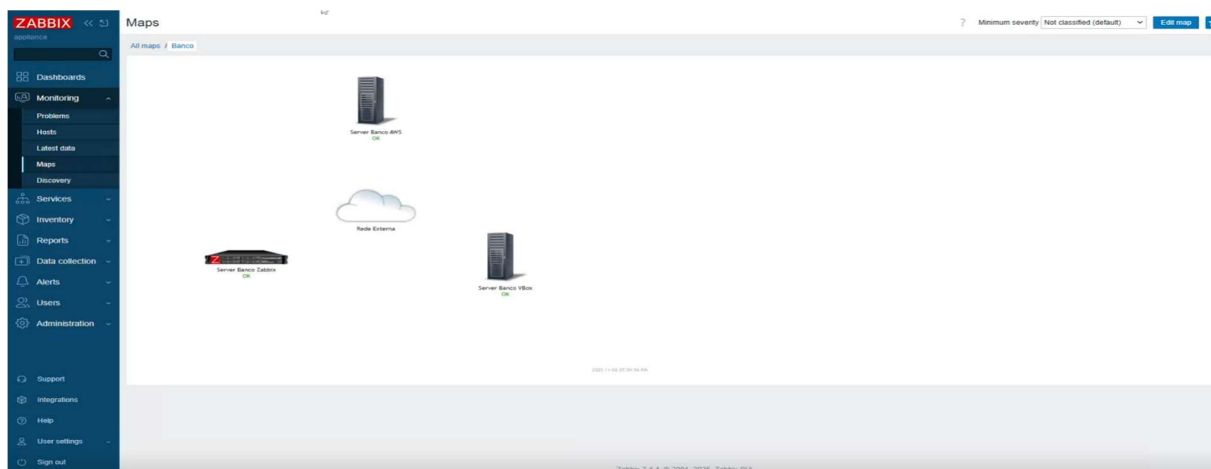 ZABBIX
appliance
Maps
? Minimum severity Not classified (default) Edit map
All maps / Banco
Dashboards
Monitoring
Problems
Hosts
Latest data
Maps
Discovery
Services
Inventory
Reports
Data collection
Alerts
Users
Administration
Support
Integrations
Help
User settings
Sign out
Server Banco AWS
OK
Rede Externa
Z
Server Banco Zabbix
OK
Server Banco VBox
OK